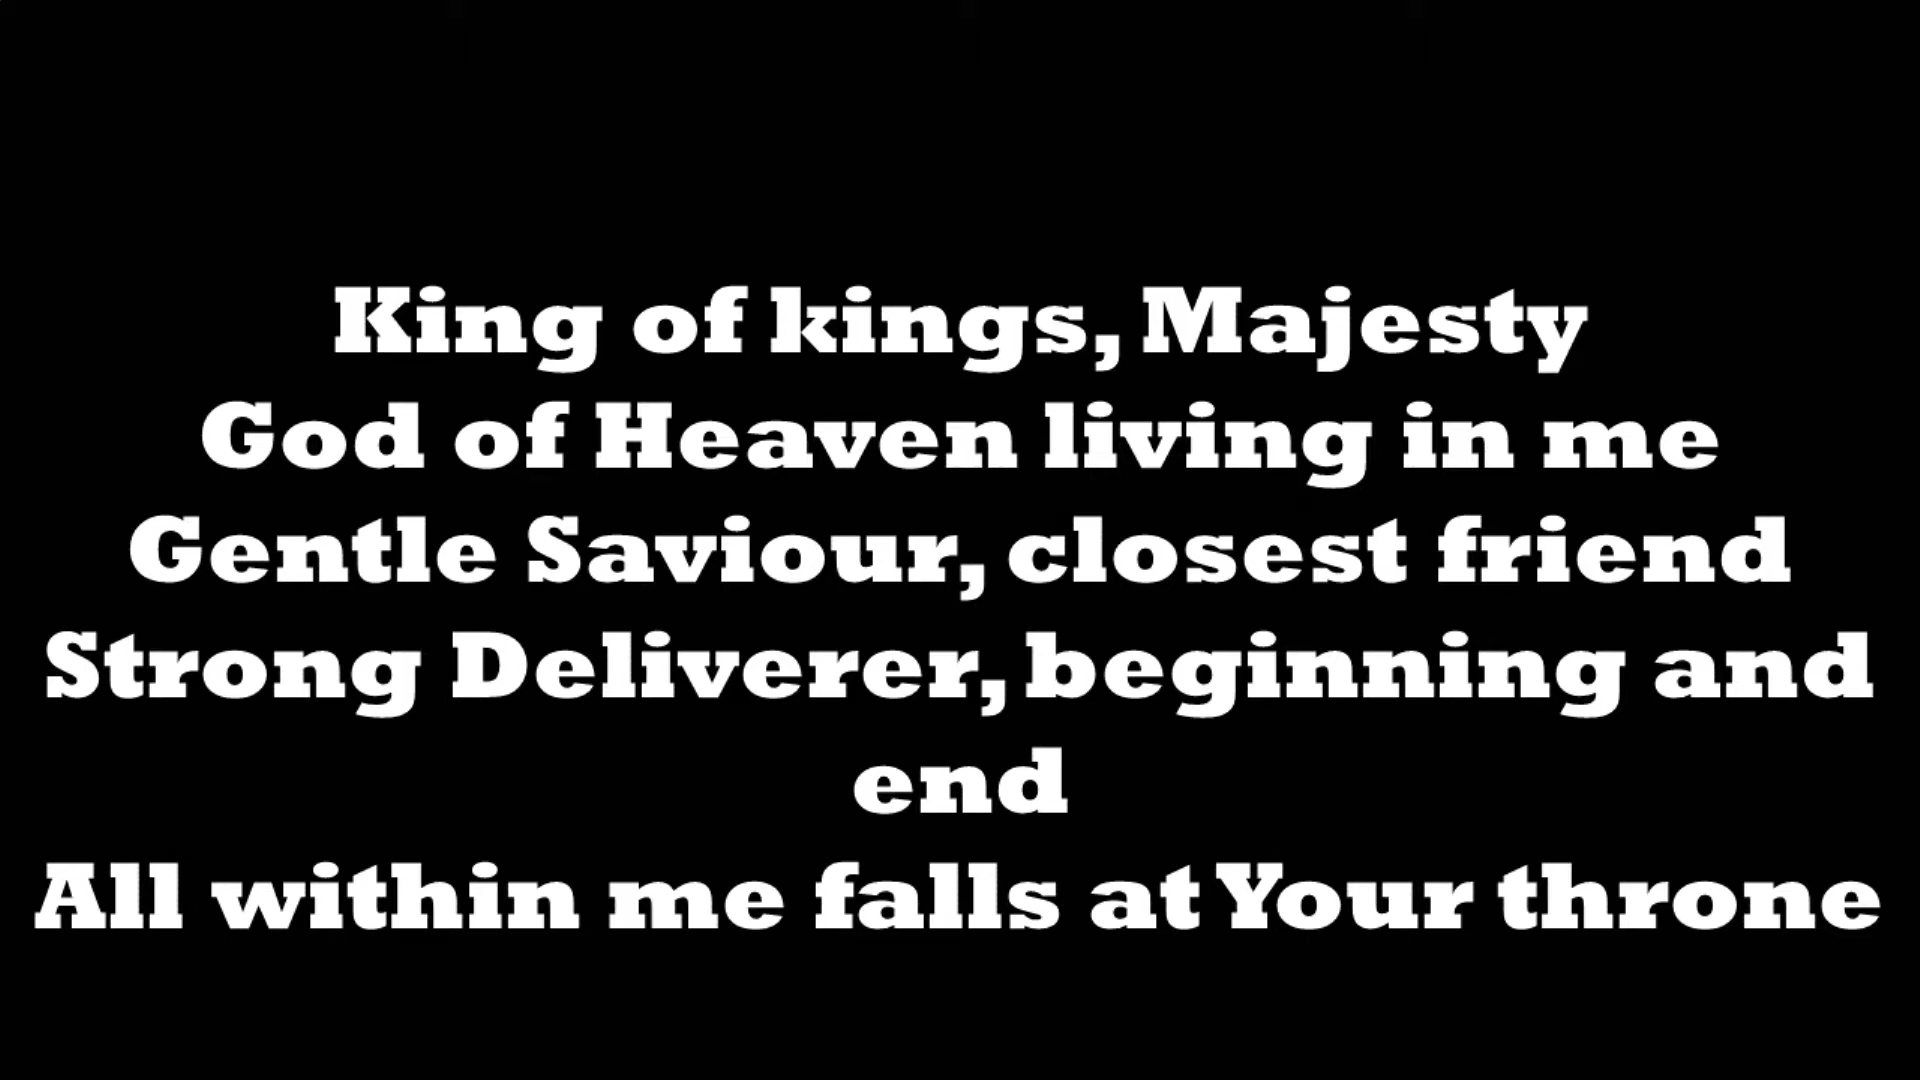 King of kings, Majesty
God of Heaven living in me
Gentle Saviour, closest friend
Strong Deliverer, beginning and
end
All within me falls at Your throne